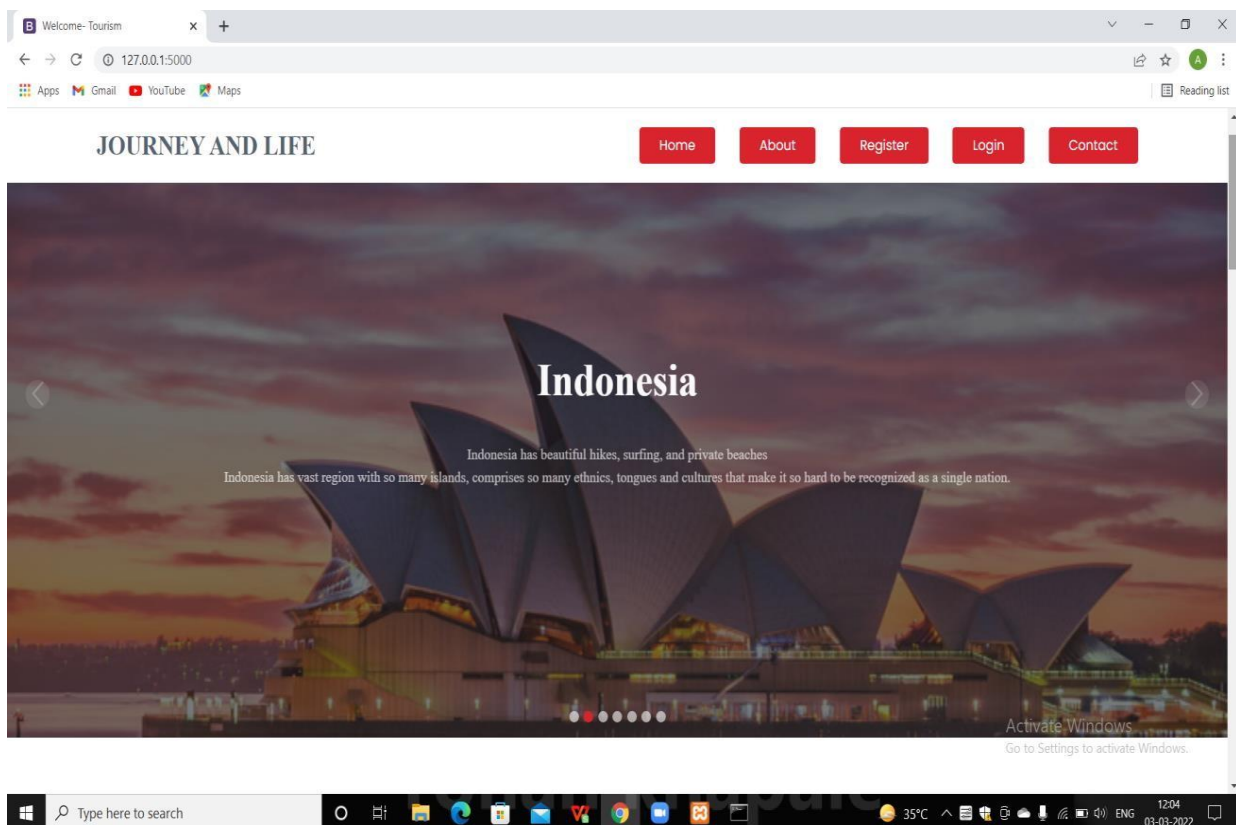 Welcome- Tourism
127.0.0.1:5000
Apps Gmail YouTube Maps Reading list
JOURNEY AND LIFE
Home About Register Login Contact
Indonesia
Indonesia has beautiful hikes, surfing, and private beaches
Indonesia has vast region with so many islands, comprises so many ethnics, tongues and cultures that make it so hard to be recognized as a single nation.
Activate Windows
Go to Settings to activate Windows.
Type here to search
35°C ENG 12:04
03-03-2022